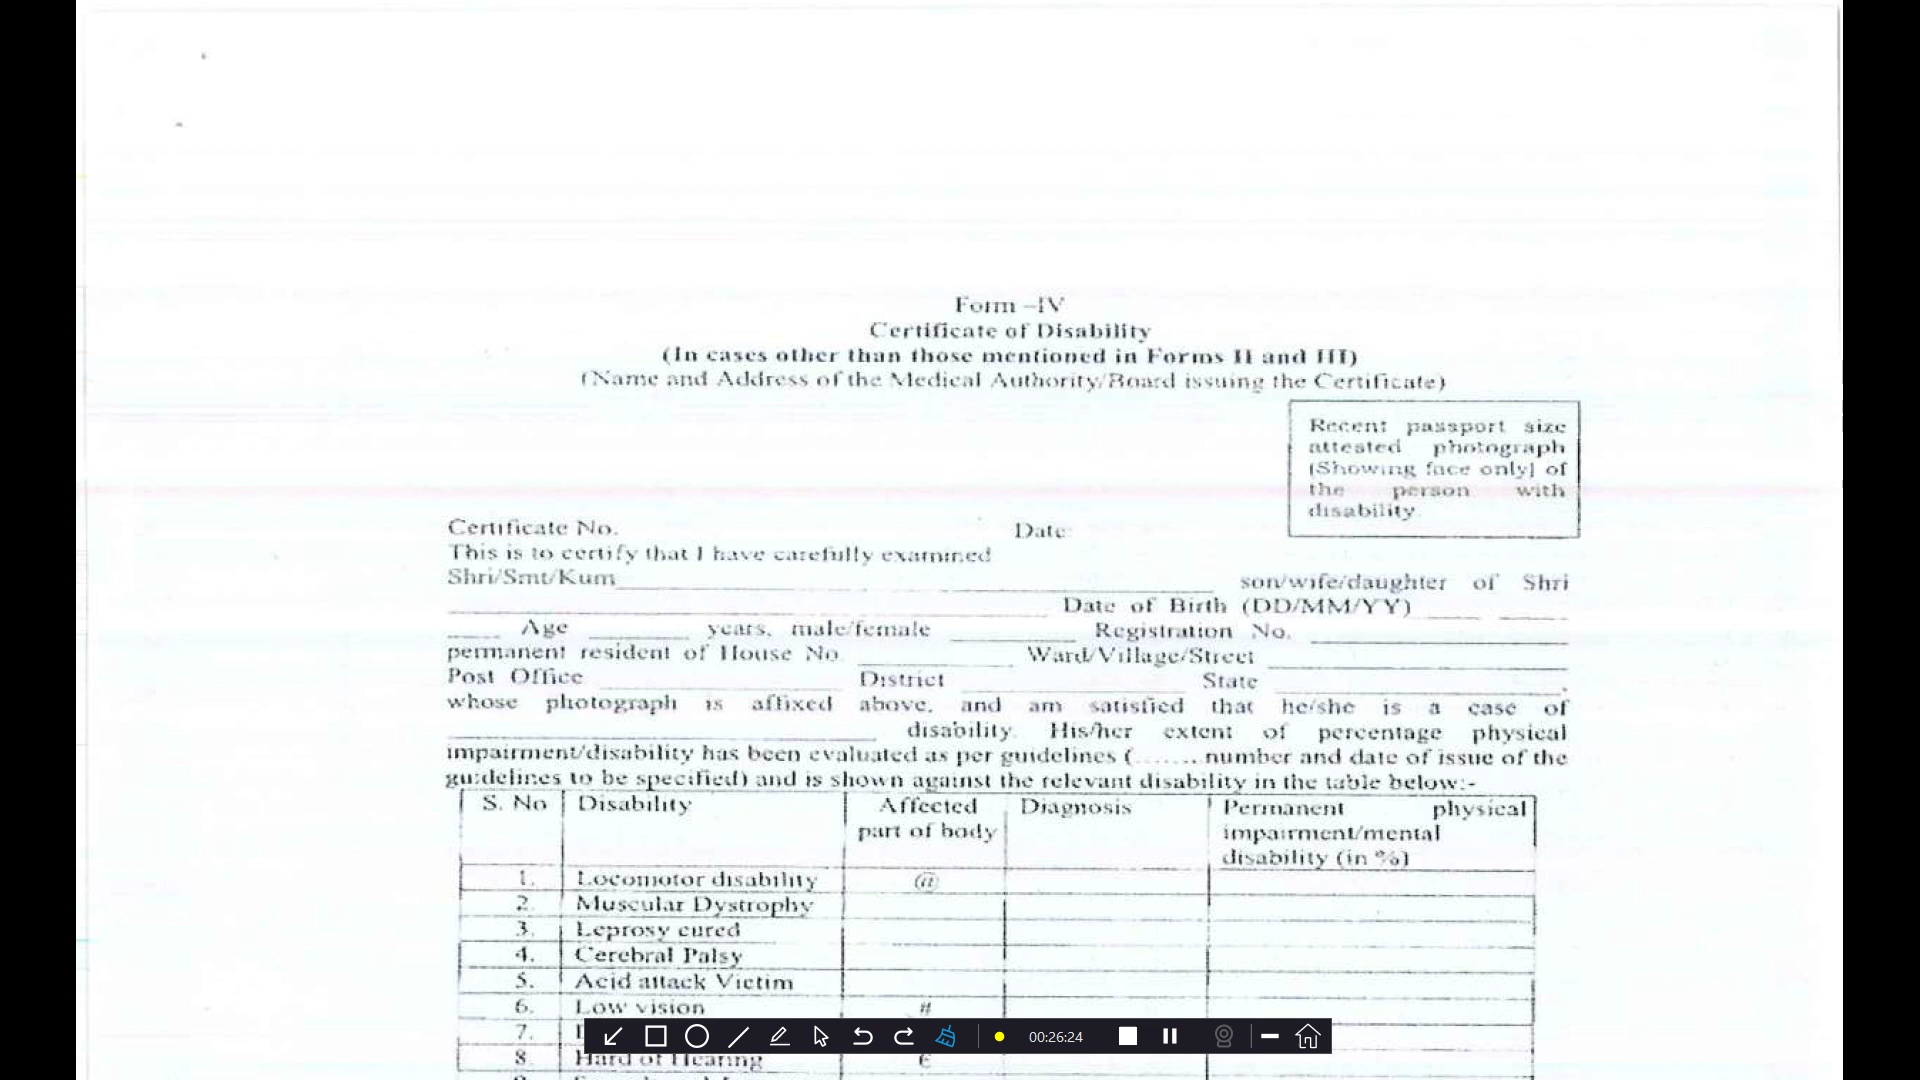 Form –IV
Certificate of Disability
(In cases other than those mentioned in Forms II and III)
(Name and Address of the Medical Authority/Board issuing the Certificate)
Recent passport size
attested photograph
(Showing face only) of
the person with
disability.
Certificate No. Date:
This is to certify that I have carefully examined
Shri/Smt/Kum son/wife/daughter of Shri
Date of Birth (DD/MM/YY)
Age years, male/female Registration No.
permanent resident of House No. Ward/Village/Street
Post Office District State ,
whose photograph is affixed above, and am satisfied that he/she is a case of
disability. His/her extent of percentage physical
impairment/disability has been evaluated as per guidelines (....... number and date of issue of the
guidelines to be specified) and is shown against the relevant disability in the table below:-
S. No Disability Affected part of body Diagnosis Permanent physical impairment/mental disability (in %)
1. Locomotor disability @
2. Muscular Dystrophy
3. Leprosy cured
4. Cerebral Palsy
5. Acid attack Victim
6. Low vision #
7.
8. Hard of Hearing €
00:26:24